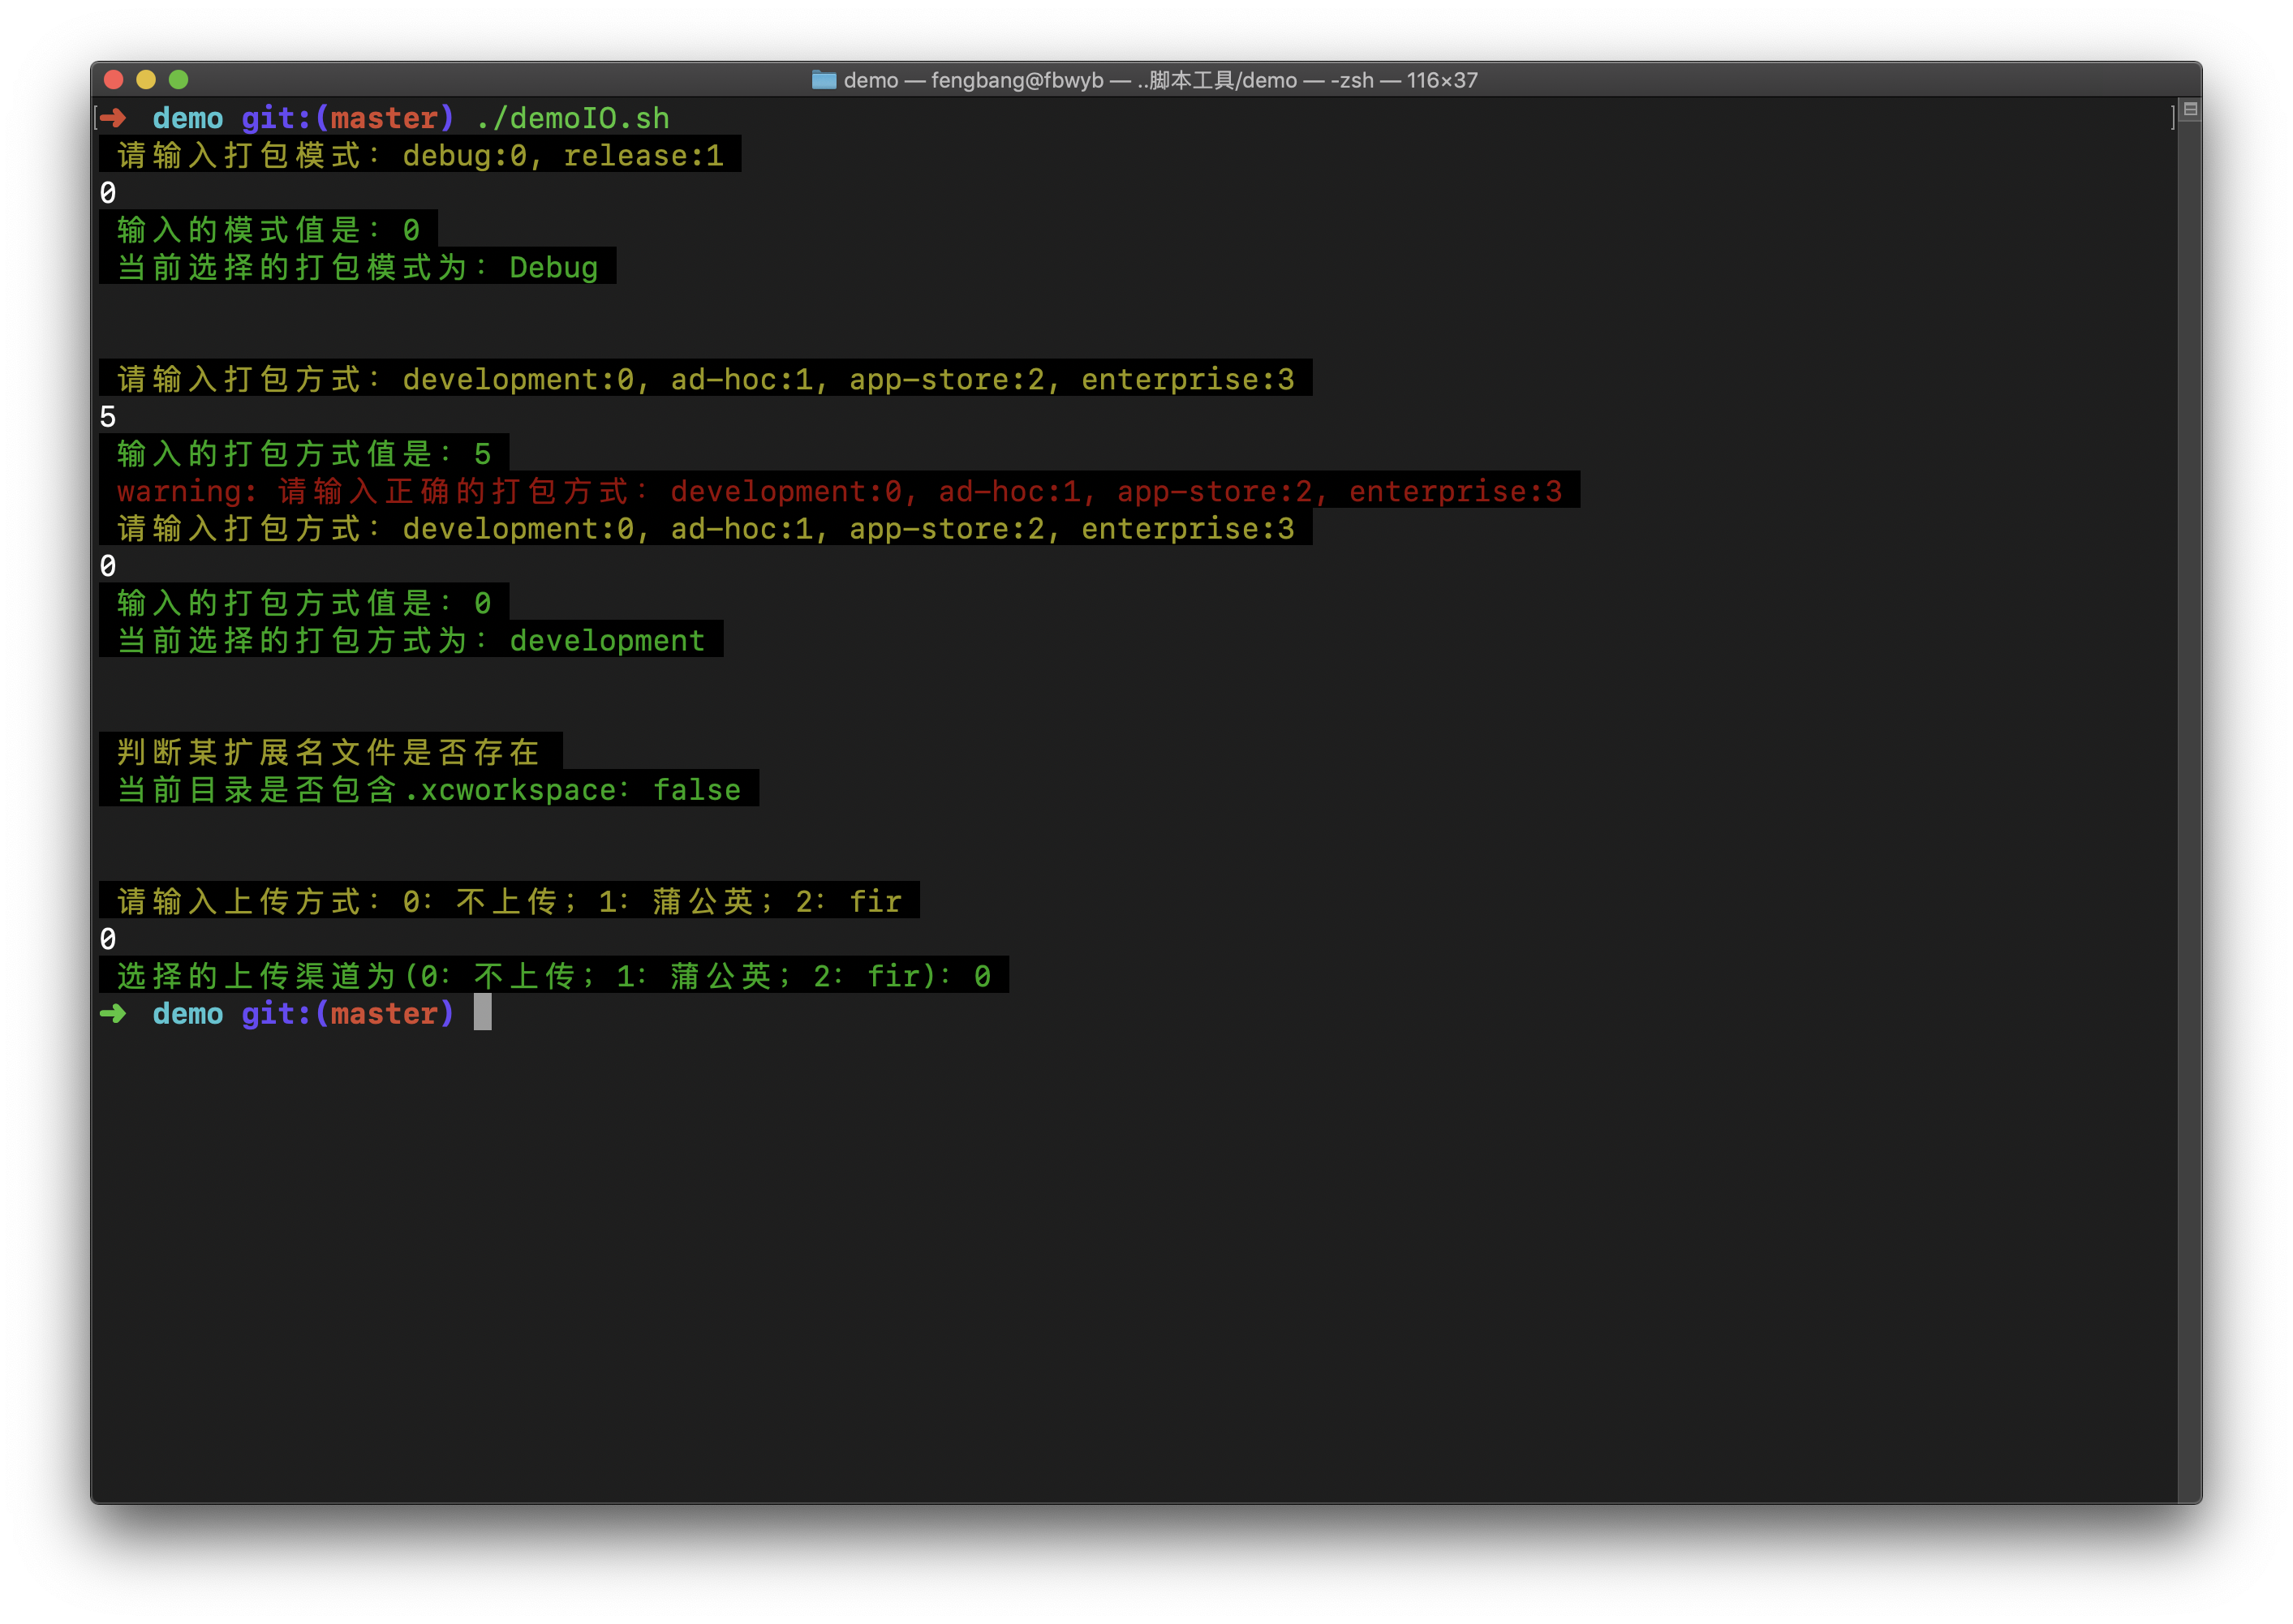 demo — fengbang@fbwyb — ..脚本工具/demo — -zsh — 116×37
[➜  demo git:(master) ./demoIO.sh ]
请输入打包模式：debug:0, release:1
0
输入的模式值是：0
当前选择的打包模式为：Debug
请输入打包方式：development:0, ad-hoc:1, app-store:2, enterprise:3
5
输入的打包方式值是：5
warning: 请输入正确的打包方式：development:0, ad-hoc:1, app-store:2, enterprise:3
请输入打包方式：development:0, ad-hoc:1, app-store:2, enterprise:3
0
输入的打包方式值是：0
当前选择的打包方式为：development
判断某扩展名文件是否存在
当前目录是否包含.xcworkspace: false
请输入上传方式：0: 不上传；1: 蒲公英；2: fir
0
选择的上传渠道为(0: 不上传；1: 蒲公英；2: fir): 0
➜  demo git:(master)